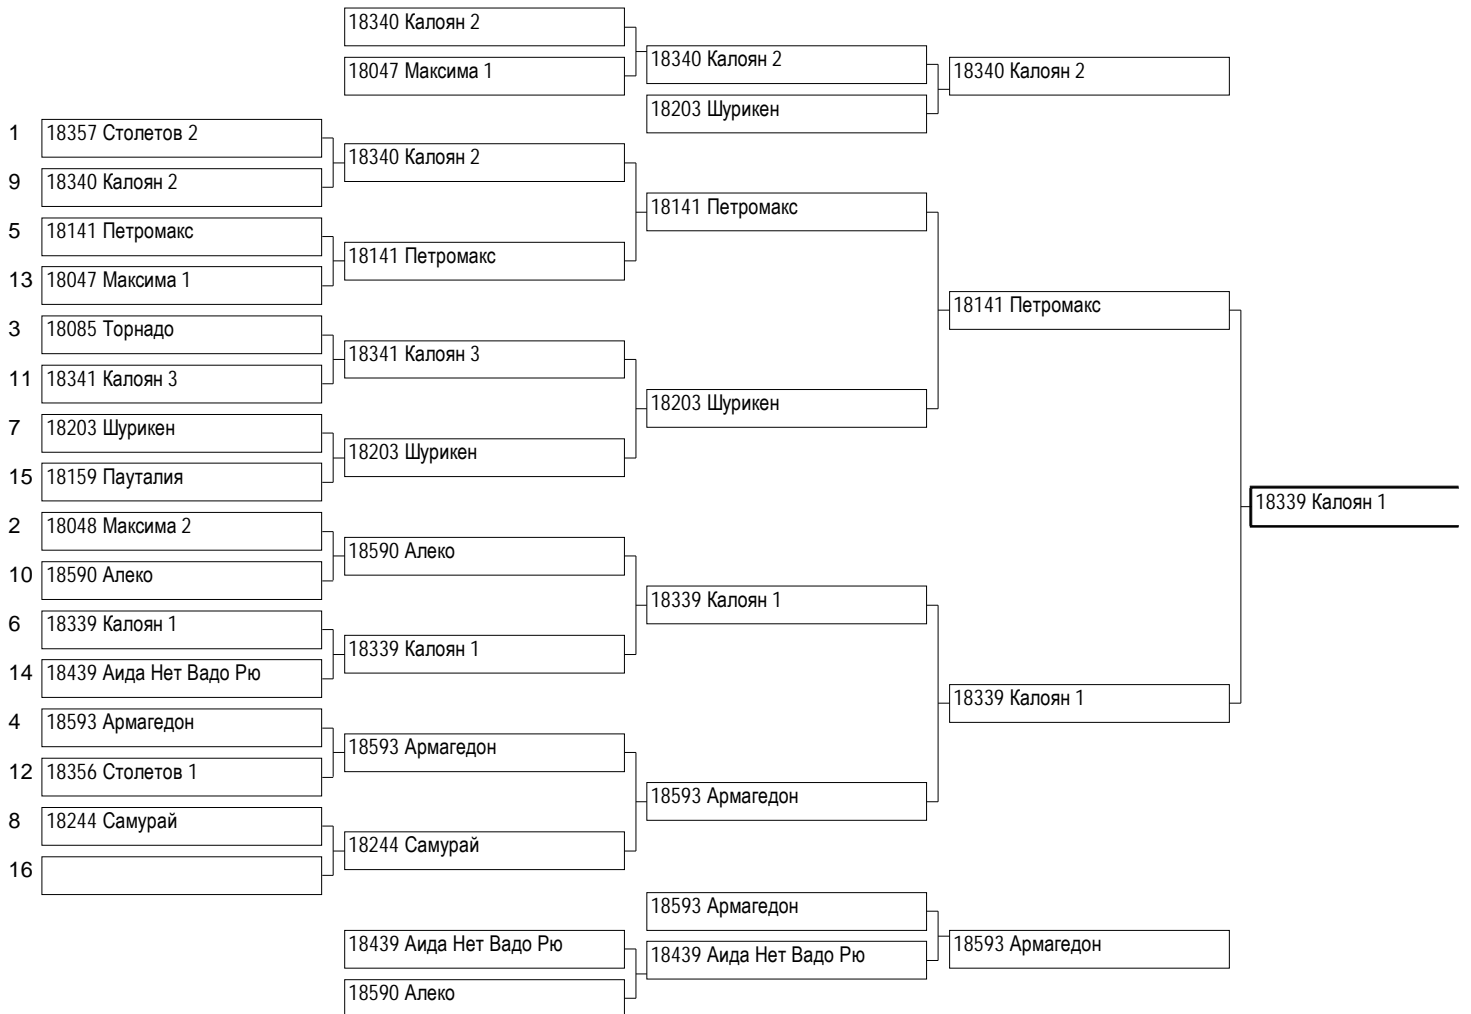 18340 Калоян 2
18047 Максима 1
18340 Калоян 2
18203 Шурикен
18340 Калоян 2
1 18357 Столетов 2
9 18340 Калоян 2
5 18141 Петромакс
13 18047 Максима 1
3 18085 Торнадо
11 18341 Калоян 3
7 18203 Шурикен
15 18159 Пауталия
2 18048 Максима 2
10 18590 Алеко
6 18339 Калоян 1
14 18439 Аида Нет Вадо Рю
4 18593 Армагедон
12 18356 Столетов 1
8 18244 Самурай
16
18340 Калоян 2
18141 Петромакс
18341 Калоян 3
18203 Шурикен
18590 Алеко
18339 Калоян 1
18593 Армагедон
18244 Самурай
18141 Петромакс
18203 Шурикен
18339 Калоян 1
18593 Армагедон
18141 Петромакс
18339 Калоян 1
18339 Калоян 1
18439 Аида Нет Вадо Рю
18590 Алеко
18593 Армагедон
18439 Аида Нет Вадо Рю
18593 Армагедон